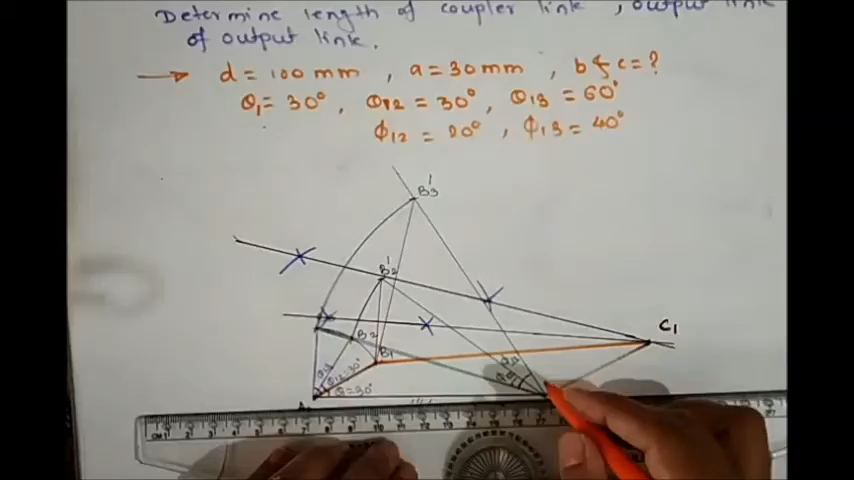 Determine length of coupler link , output link
of output link.
→ d = 100 mm , a = 30 mm , b & c = ?
θ1 = 30° , θ12 = 30° , θ13 = 60°
ϕ12 = 20° , ϕ13 = 40°
B3'
B2'
C1
B2
B1
θ12 = 30°
θ = 30°
A